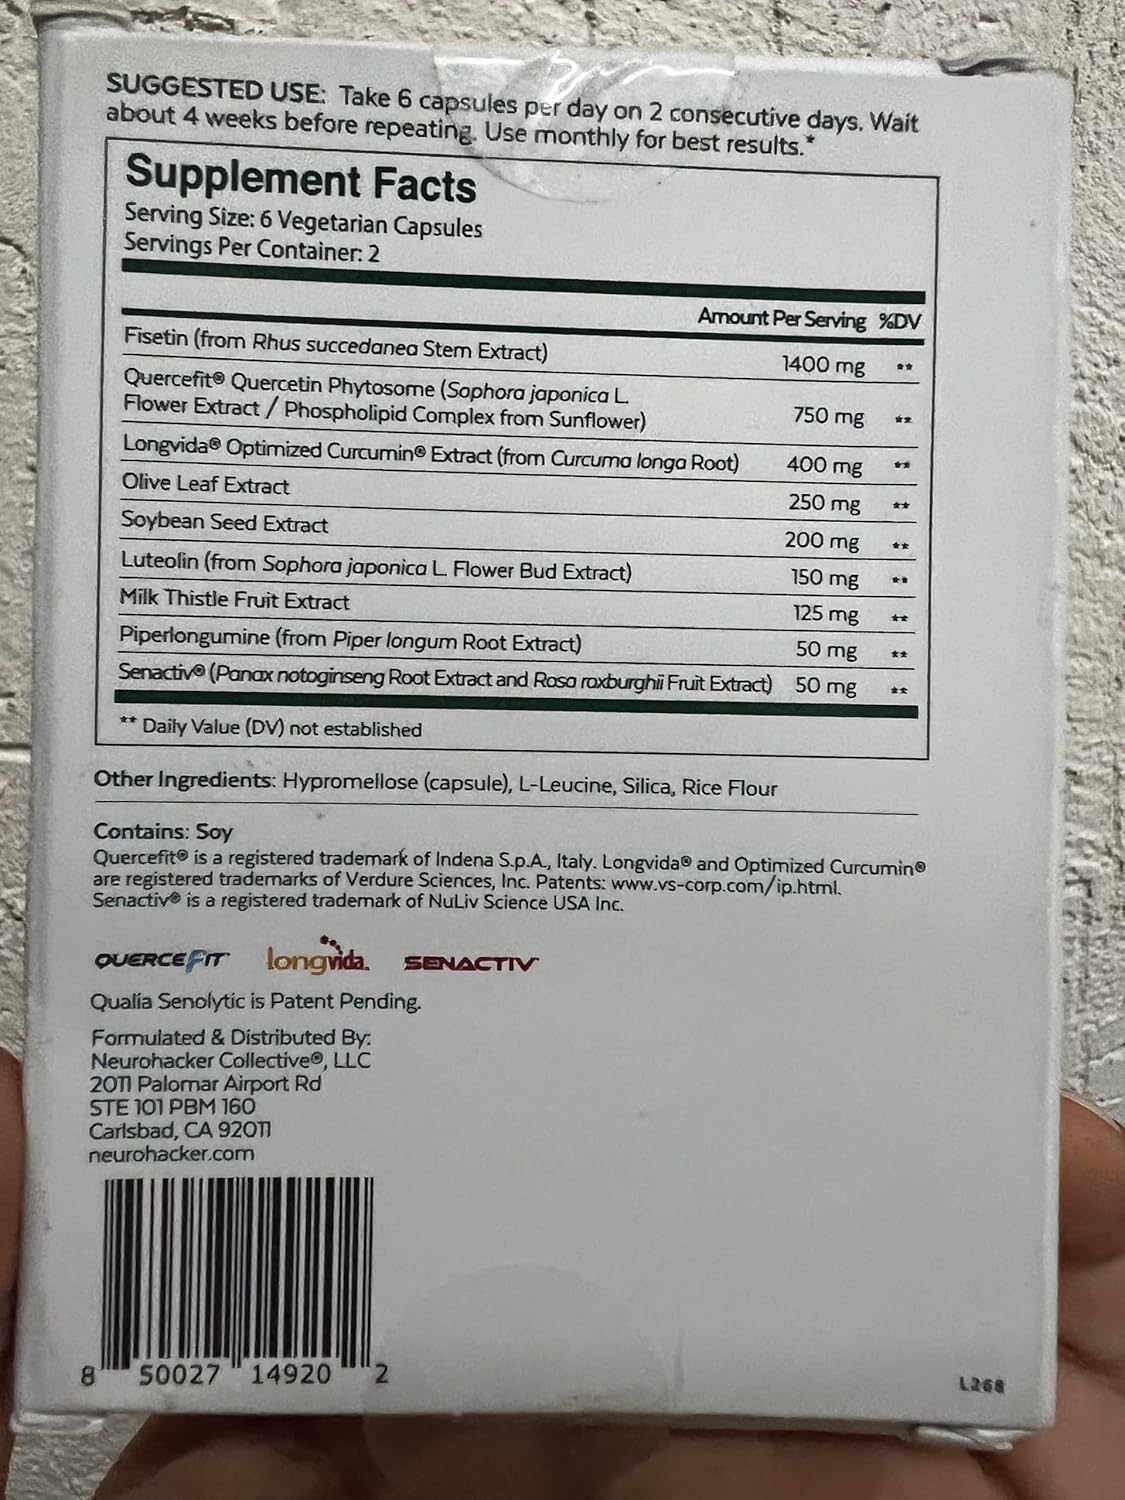 SUGGESTED USE: Take 6 capsules per day on 2 consecutive days. Wait
about 4 weeks before repeating. Use monthly for best results.*
Supplement Facts
Serving Size: 6 Vegetarian Capsules
Servings Per Container: 2
Amount Per Serving %DV
Fisetin (from Rhus succedanea Stem Extract) 1400 mg **
Quercefit® Quercetin Phytosome (Sophora japonica L.
Flower Extract / Phospholipid Complex from Sunflower) 750 mg **
Longvida® Optimized Curcumin® Extract (from Curcuma longa Root) 400 mg **
Olive Leaf Extract 250 mg **
Soybean Seed Extract 200 mg **
Luteolin (from Sophora japonica L. Flower Bud Extract) 150 mg **
Milk Thistle Fruit Extract 125 mg **
Piperlongumine (from Piper longum Root Extract) 50 mg **
Senactiv® (Panax notoginseng Root Extract and Rosa roxburghii Fruit Extract) 50 mg **
** Daily Value (DV) not established
Other Ingredients: Hypromellose (capsule), L-Leucine, Silica, Rice Flour
Contains: Soy
Quercefit® is a registered trademark of Indena S.p.A., Italy. Longvida® and Optimized Curcumin®
are registered trademarks of Verdure Sciences, Inc. Patents: www.vs-corp.com/ip.html.
Senactiv® is a registered trademark of NuLiv Science USA Inc.
QUERCEFIT longvida. SENACTIV
Qualia Senolytic is Patent Pending.
Formulated & Distributed By:
Neurohacker Collective®, LLC
2011 Palomar Airport Rd
STE 101 PBM 160
Carlsbad, CA 92011
neurohacker.com
8 50027 14920 2
L268